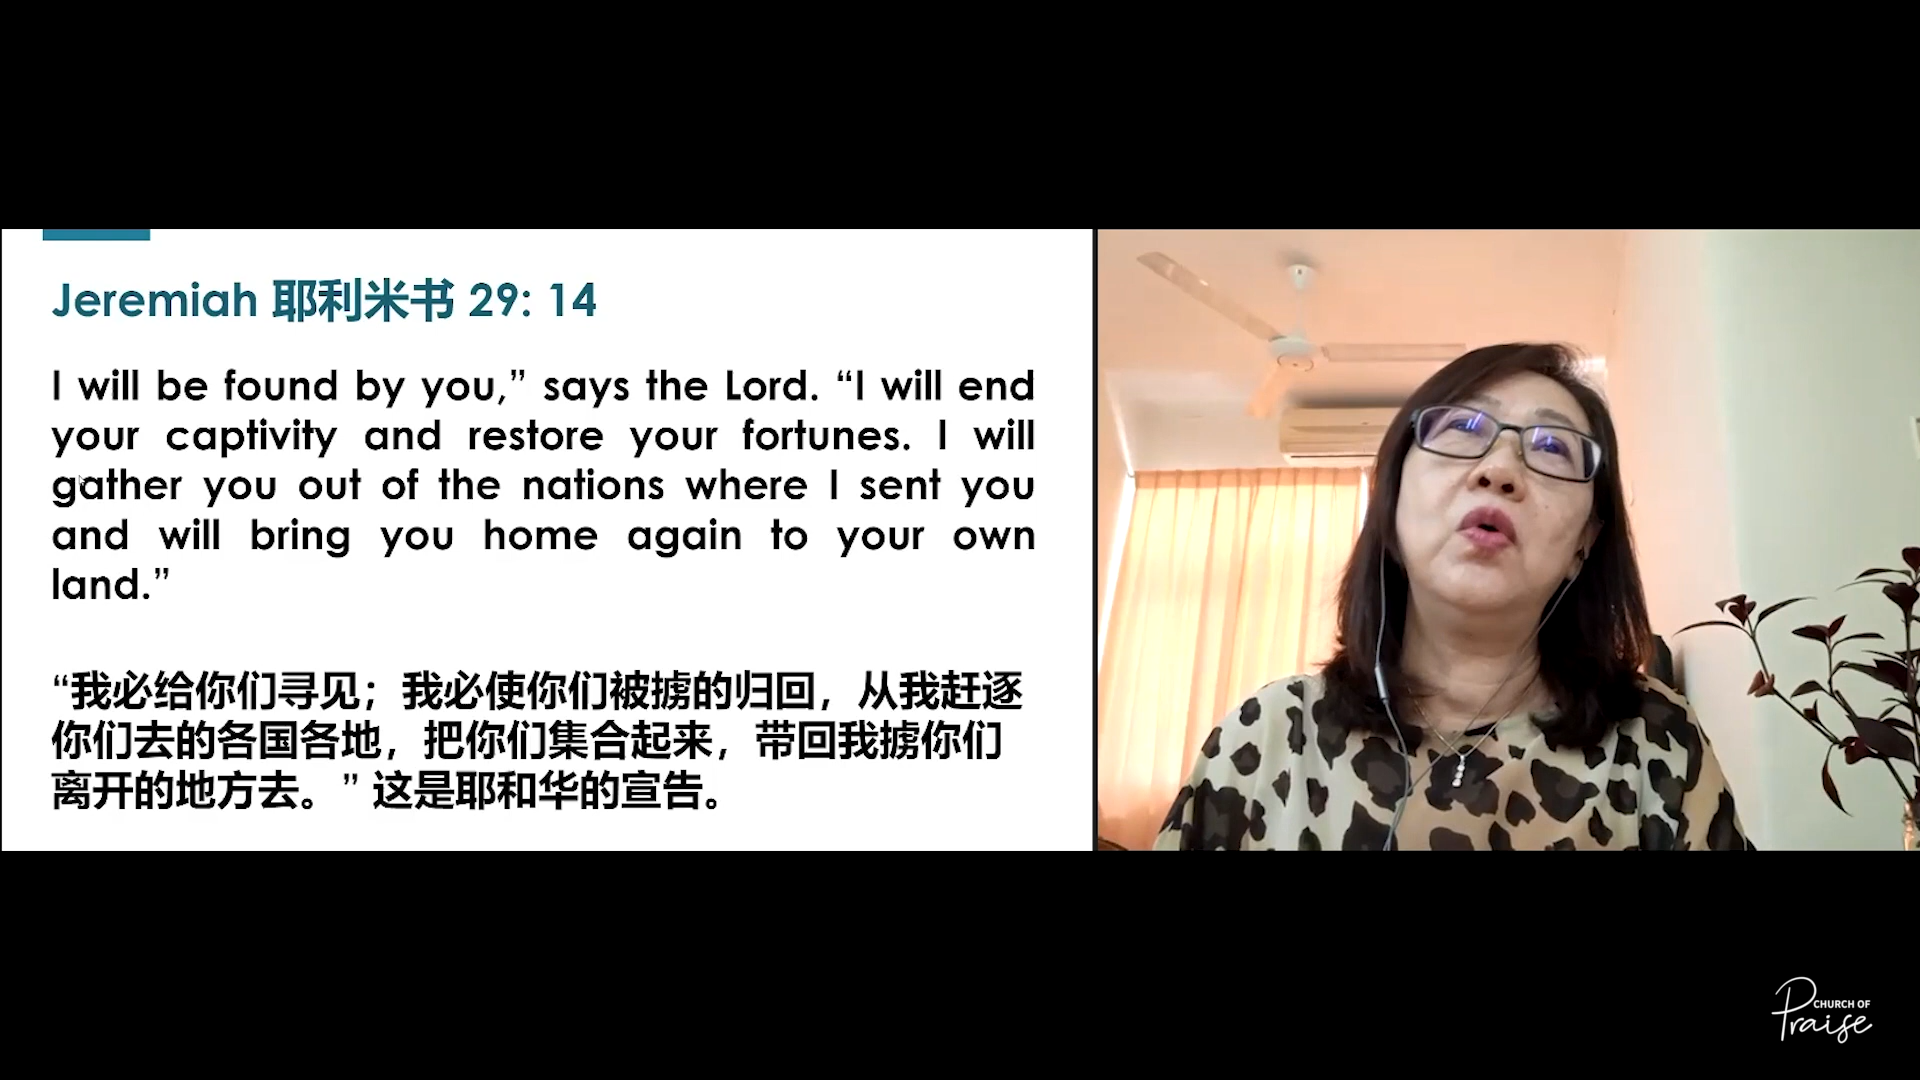 Jeremiah 耶利米书 29: 14
I will be found by you,” says the Lord. “I will end
your captivity and restore your fortunes. I will
gather you out of the nations where I sent you
and will bring you home again to your own
land.”
“我必给你们寻见；我必使你们被掳的归回，从我赶逐
你们去的各国各地，把你们集合起来，带回我掳你们
离开的地方去。” 这是耶和华的宣告。
CHURCH OF
Praise